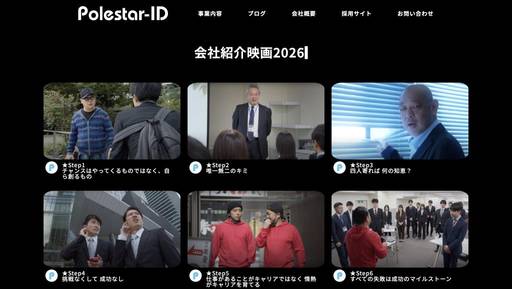 Polestar-ID
事業内容 ブログ 会社概要 採用サイト お問い合わせ
会社紹介映画2026
★Step1
チャンスはやってくるものではなく、自
ら創るもの
★Step2
唯一無二のキミ
★Step3
四人寄れば 何の知恵？
★Step4
挑戦なくして 成功なし
★Step5
仕事があることがキャリアではなく 情熱
がキャリアを育てる
★Step6
すべての失敗は成功のマイルストーン